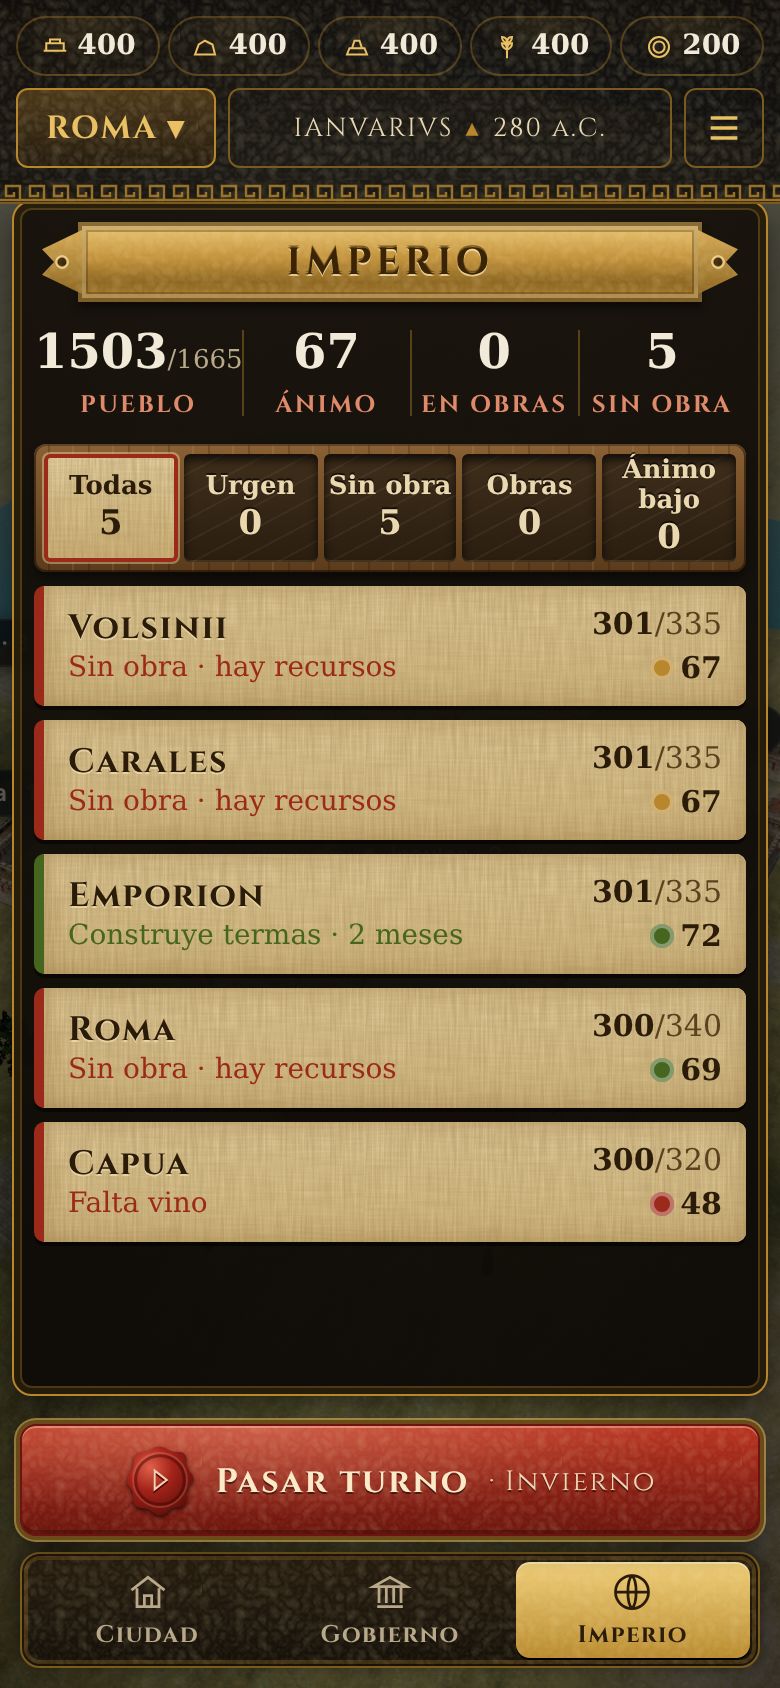 400 400 400 400 200
ROMA ▼ IANVARIVS ▲ 280 A.C.
IMPERIO
1503/1665 67 0 5
PUEBLO ÁNIMO EN OBRAS SIN OBRA
Todas Urgen Sin obra Obras Ánimo bajo
5 0 5 0 0
VOLSINII 301/335
Sin obra · hay recursos 67
CARALES 301/335
Sin obra · hay recursos 67
EMPORION 301/335
Construye termas · 2 meses 72
ROMA 300/340
Sin obra · hay recursos 69
CAPUA 300/320
Falta vino 48
PASAR TURNO · INVIERNO
CIUDAD GOBIERNO IMPERIO